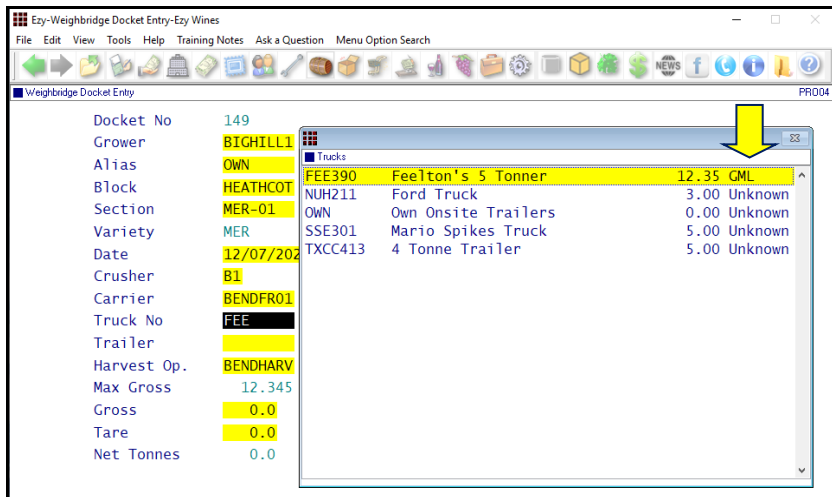 Ezy-Weighbridge Docket Entry-Ezy Wines
File Edit View Tools Help Training Notes Ask a Question Menu Option Search
NEWS f i ?
Weighbridge Docket Entry PR004
Docket No 149
Grower BIGHILL1
Alias OWN
Block HEATHCOT
Section MER-01
Variety MER
Date 12/07/202
Crusher B1
Carrier BENDFR01
Truck No FEE
Trailer
Harvest Op. BENDHARV
Max Gross 12.345
Gross 0.0
Tare 0.0
Net Tonnes 0.0
Trucks
FEE390 Feelton's 5 Tonner 12.35 GML
NUH211 Ford Truck 3.00 Unknown
OWN Own Onsite Trailers 0.00 Unknown
SSE301 Mario Spikes Truck 5.00 Unknown
TXCC413 4 Tonne Trailer 5.00 Unknown